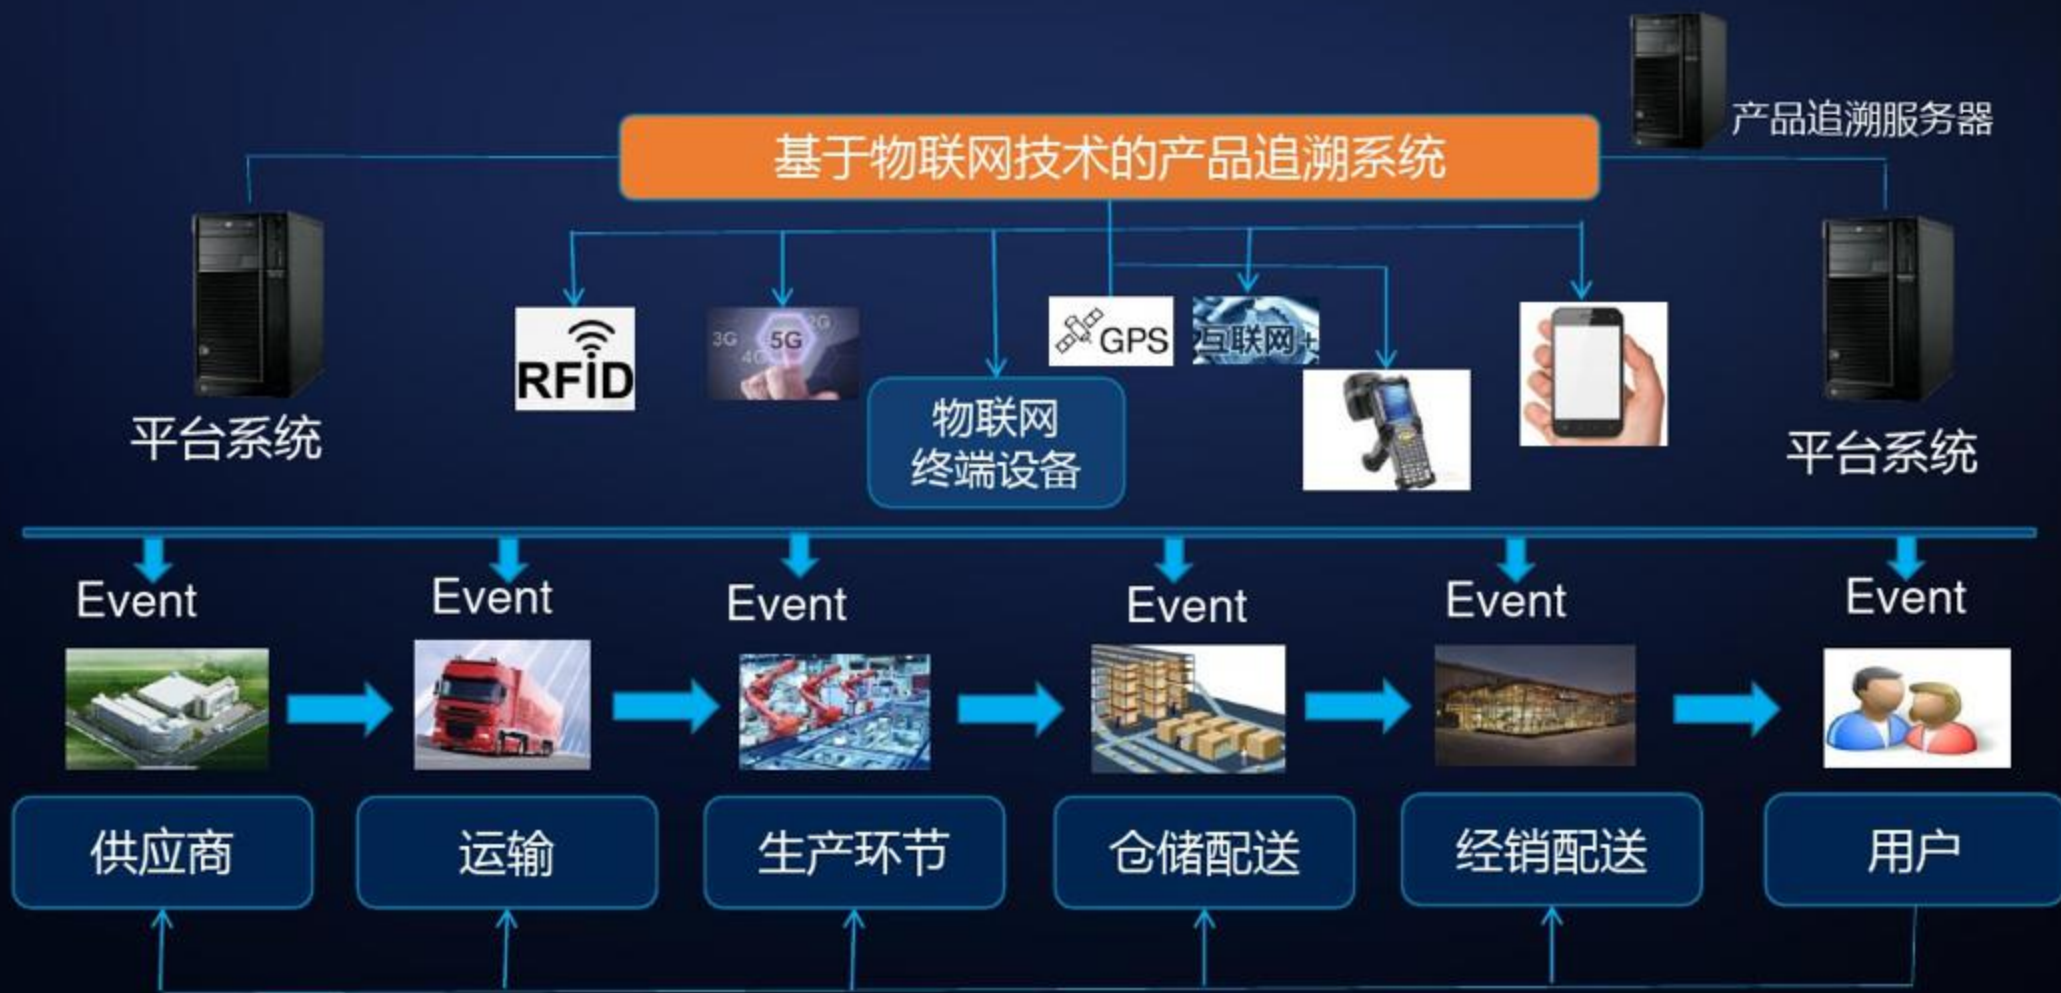 产品追溯服务器
基于物联网技术的产品追溯系统
平台系统
RFiD
3G
5G
2G
4G
物联网
终端设备
GPS
互联网+
平台系统
Event
Event
Event
Event
Event
Event
供应商
运输
生产环节
仓储配送
经销配送
用户